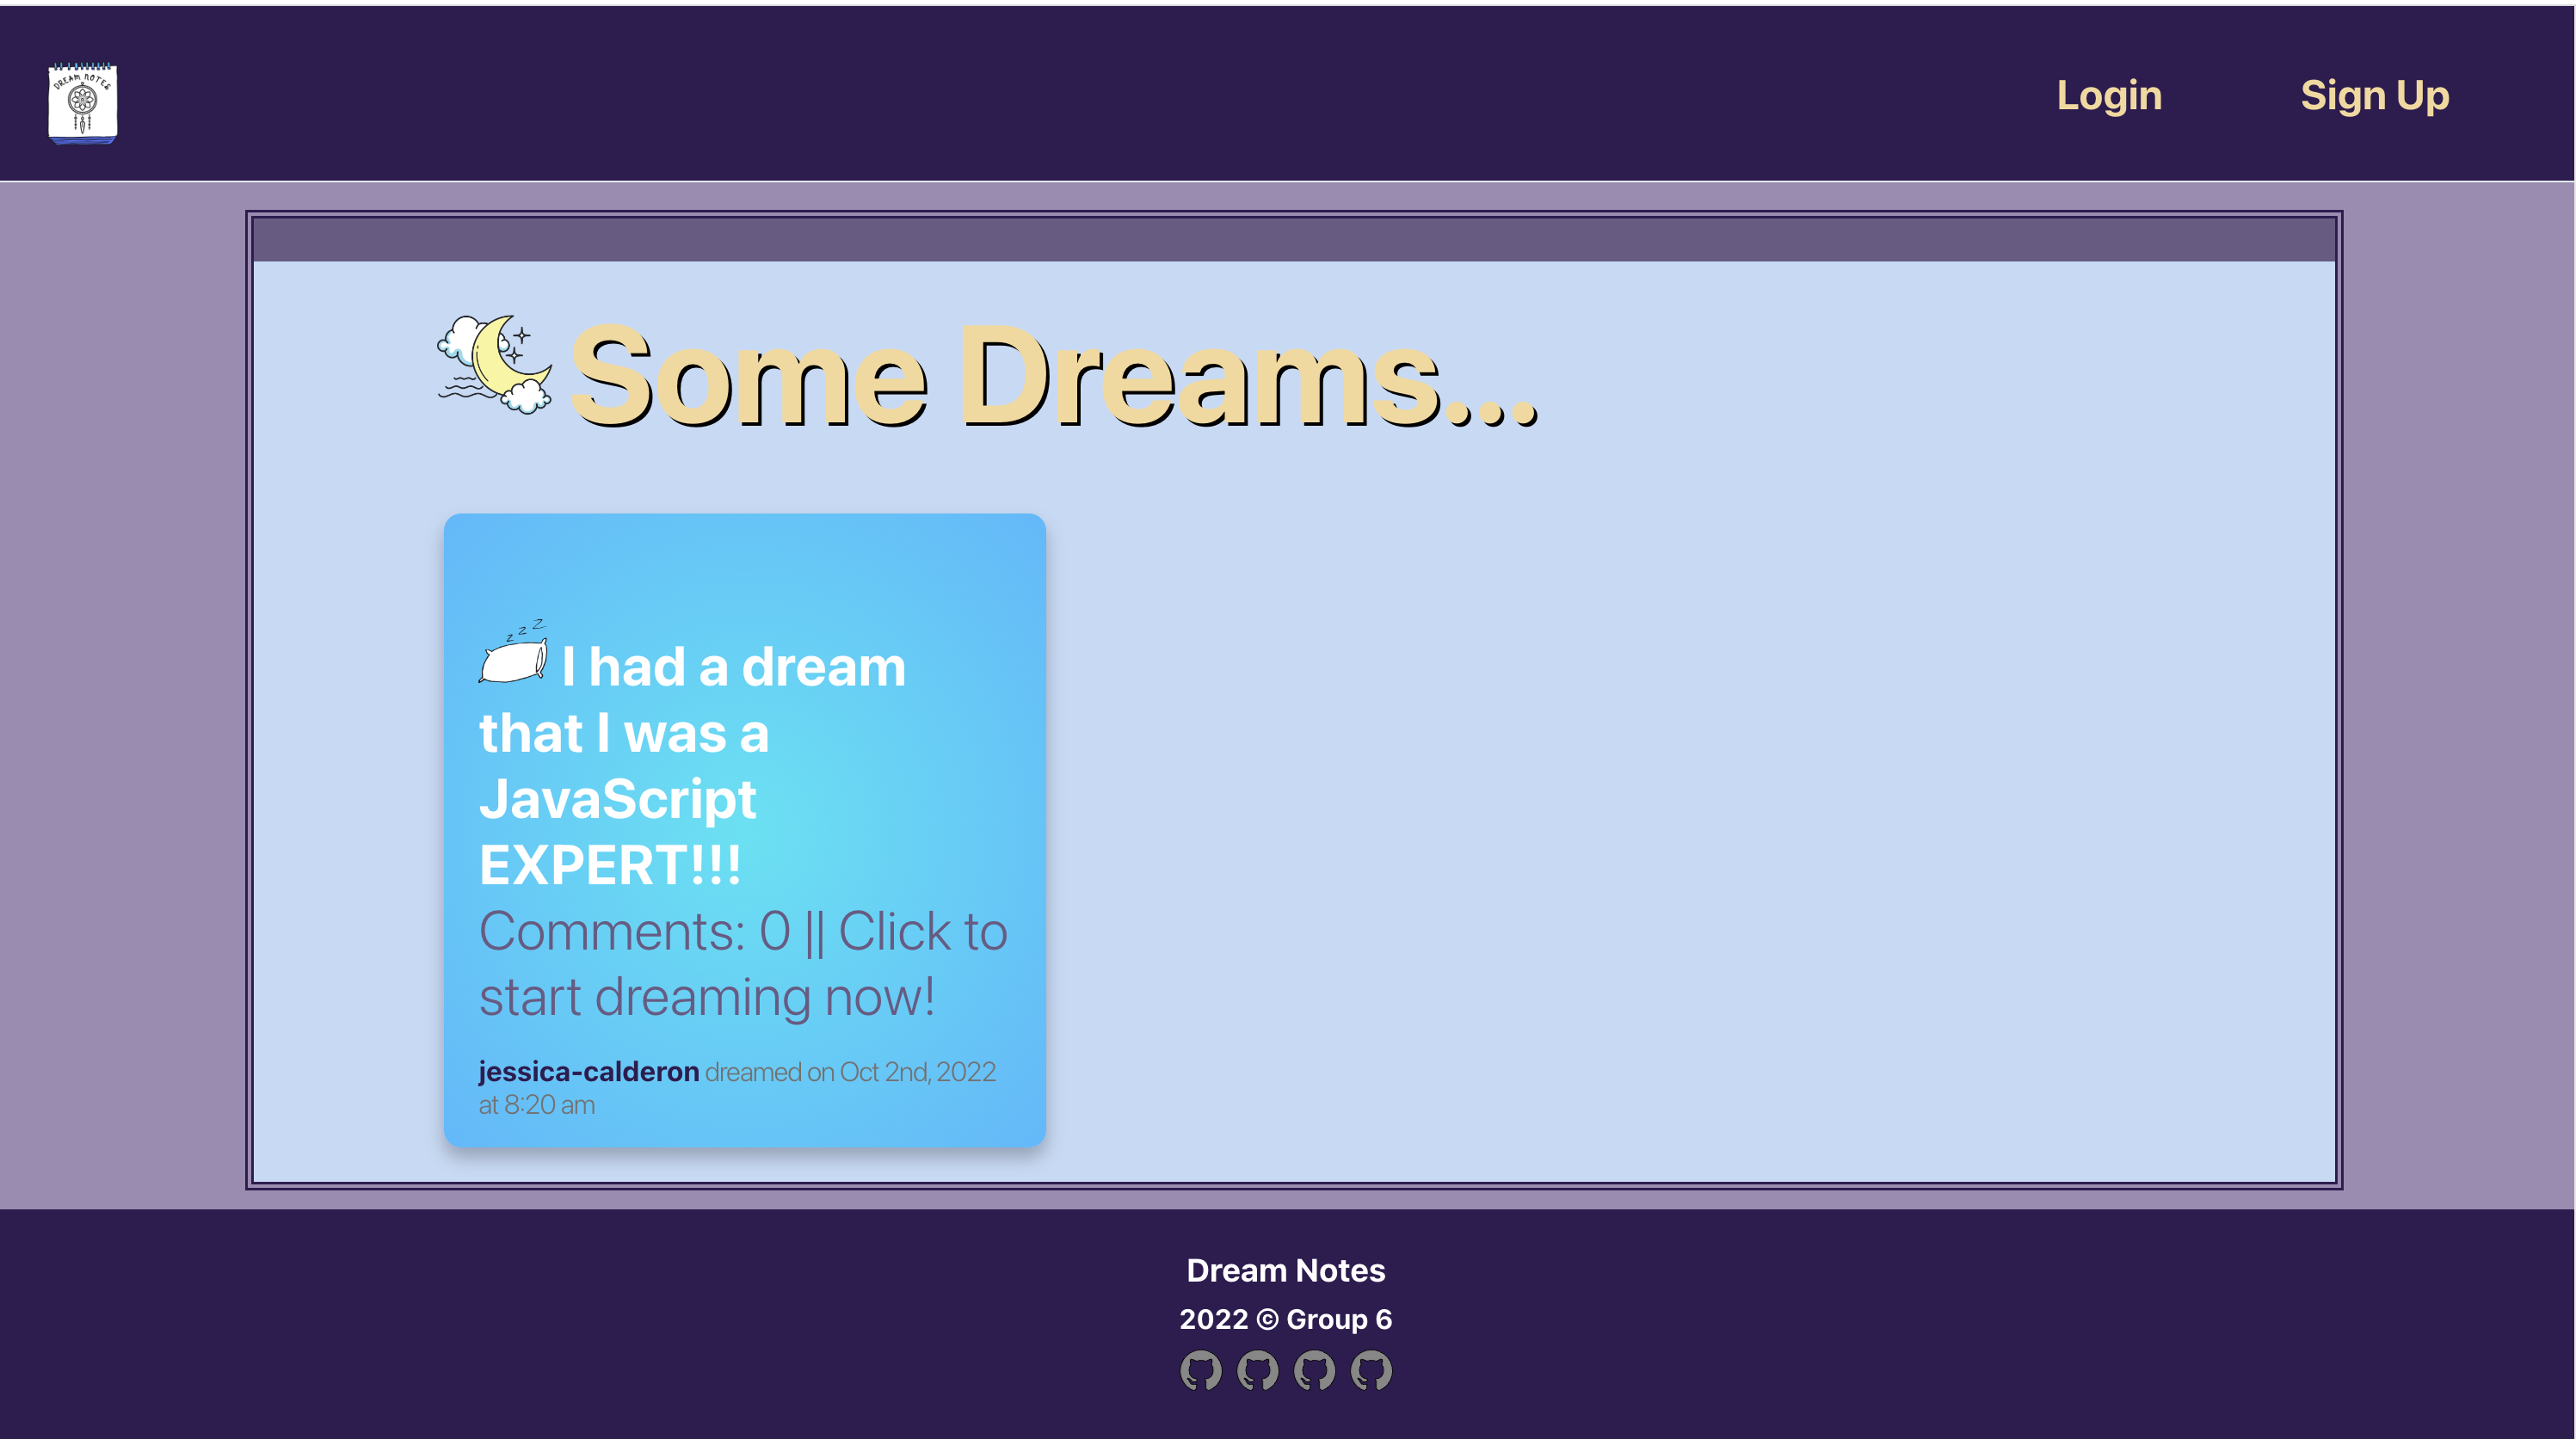 DREAM NOTES
Login
Sign Up
Some Dreams...
z z z
I had a dream
that I was a
JavaScript
EXPERT!!!
Comments: 0 || Click to
start dreaming now!
jessica-calderon dreamed on Oct 2nd, 2022
at 8:20 am
Dream Notes
2022 © Group 6